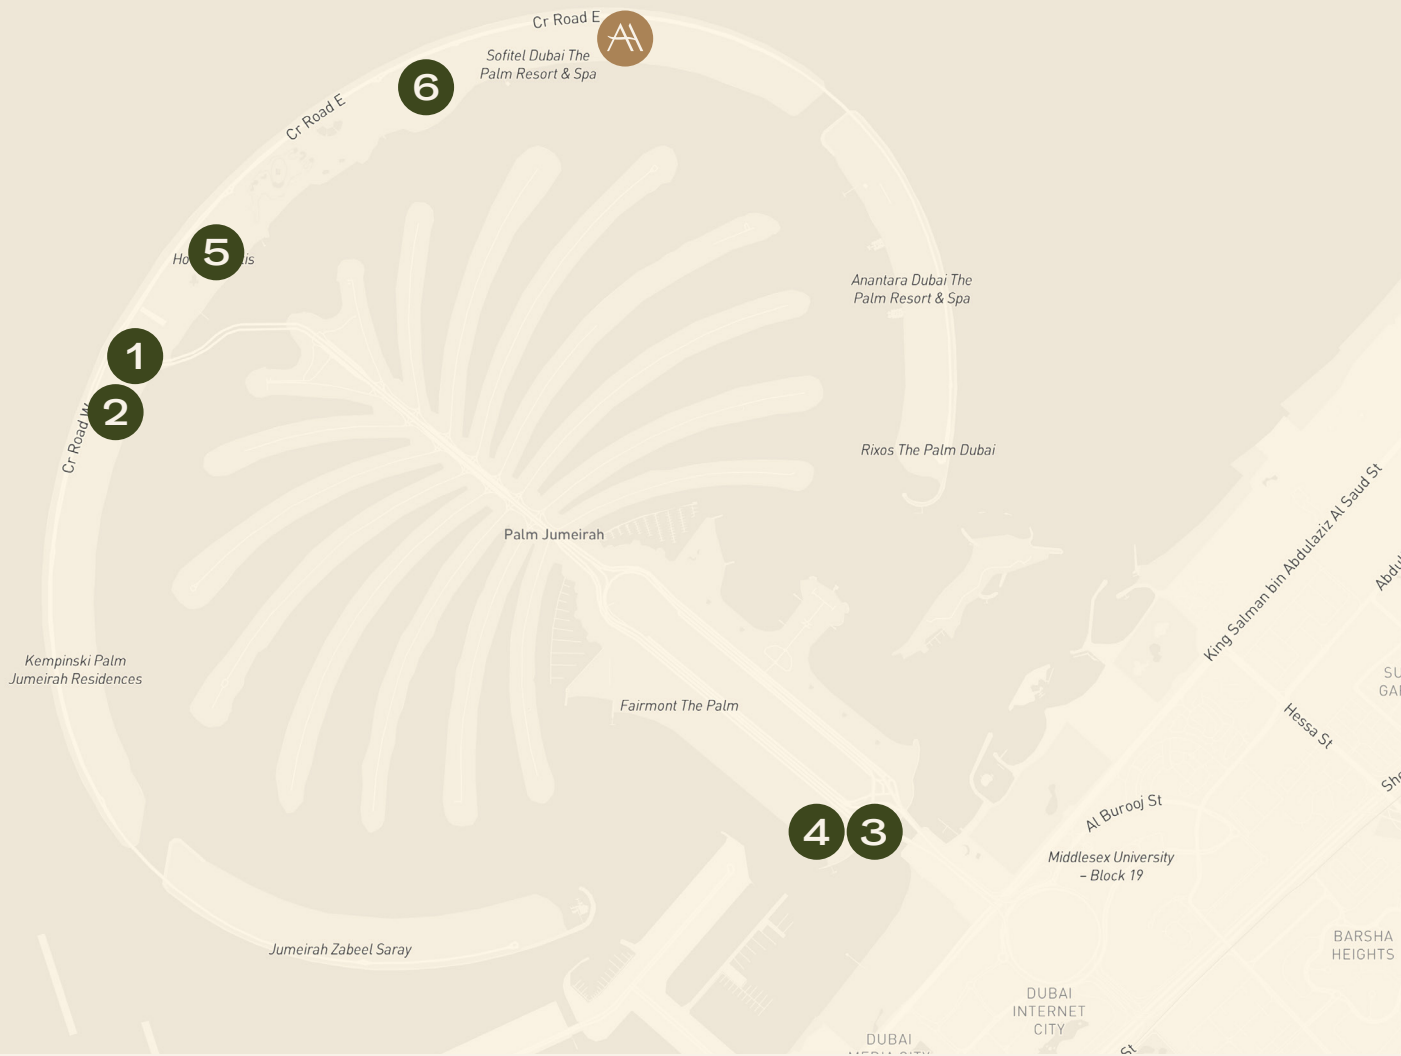 Cr Road E
Sofitel Dubai The
Palm Resort & Spa
6
Cr Road E
5
Anantara Dubai The
Palm Resort & Spa
1
2
Cr Road W
Rixos The Palm Dubai
King Salman bin Abdulaziz Al Saud St
Palm Jumeirah
Kempinski Palm
Jumeirah Residences
Fairmont The Palm
Hessa St
4
3
Al Burooj St
Middlesex University
– Block 19
Jumeirah Zabeel Saray
BARSHA
HEIGHTS
DUBAI
INTERNET
CITY
DUBAI
MEDIA CITY
St